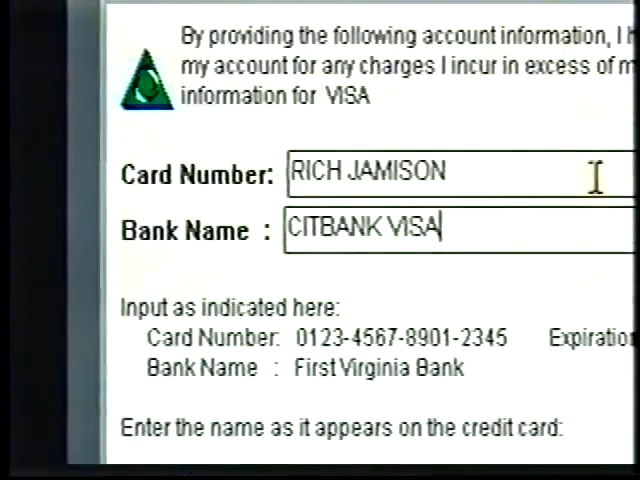 By providing the following account information, I h
my account for any charges I incur in excess of m
information for VISA
Card Number: RICH JAMISON
Bank Name : CITBANK VISA
Input as indicated here:
Card Number: 0123-4567-8901-2345 Expiration
Bank Name : First Virginia Bank
Enter the name as it appears on the credit card: